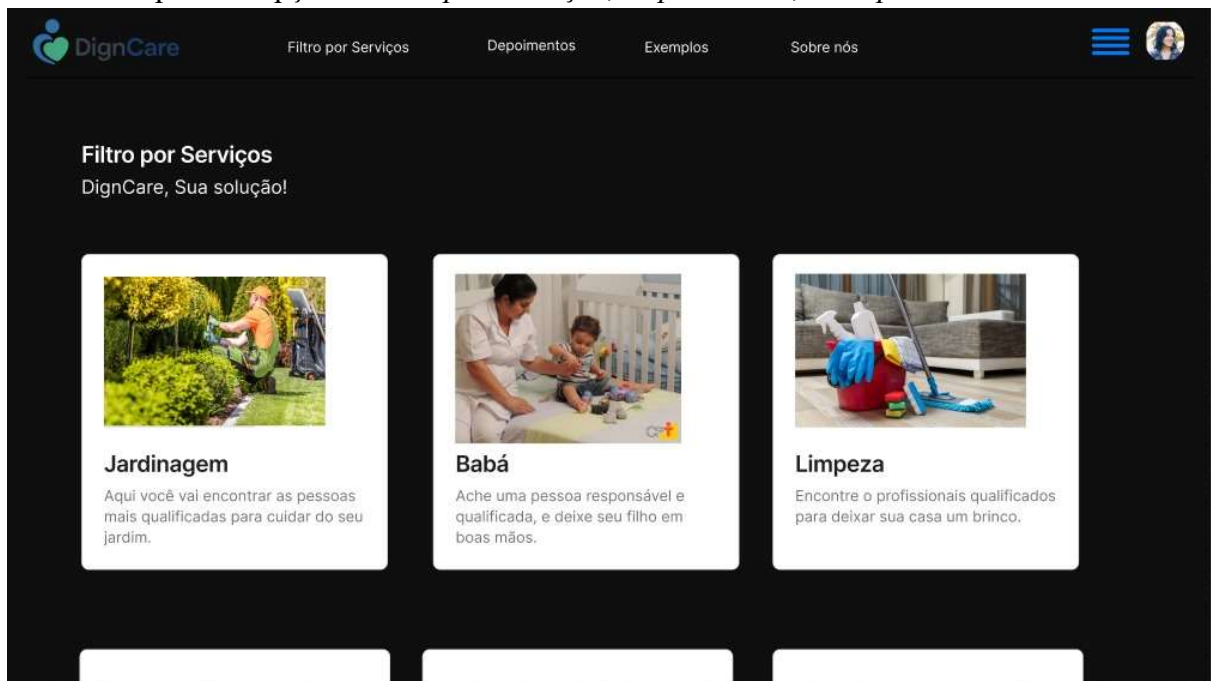 DignCare
Filtro por Serviços
Depoimentos
Exemplos
Sobre nós
Filtro por Serviços
DignCare, Sua solução!
Jardinagem
Aqui você vai encontrar as pessoas
mais qualificadas para cuidar do seu
jardim.
Babá
Ache uma pessoa responsável e
qualificada, e deixe seu filho em
boas mãos.
Limpeza
Encontre o profissionais qualificados
para deixar sua casa um brinco.